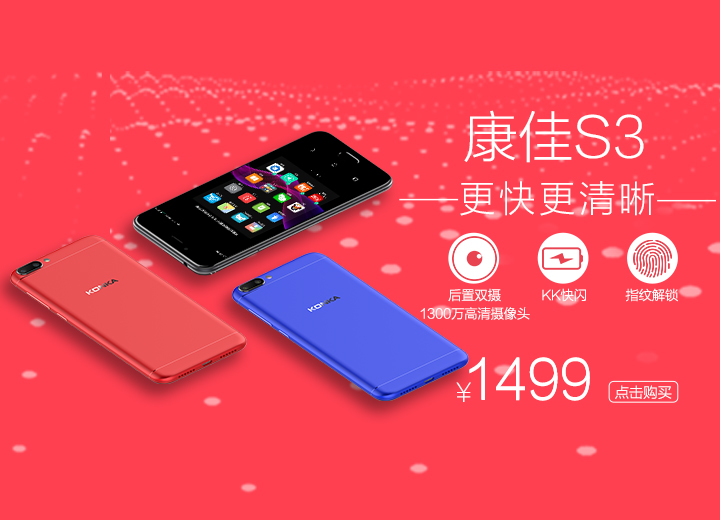 康佳S3
更快更清晰
后置双摄
1300万高清摄像头
KK快闪
指纹解锁
¥1499
点击购买
KONKA
KONKA